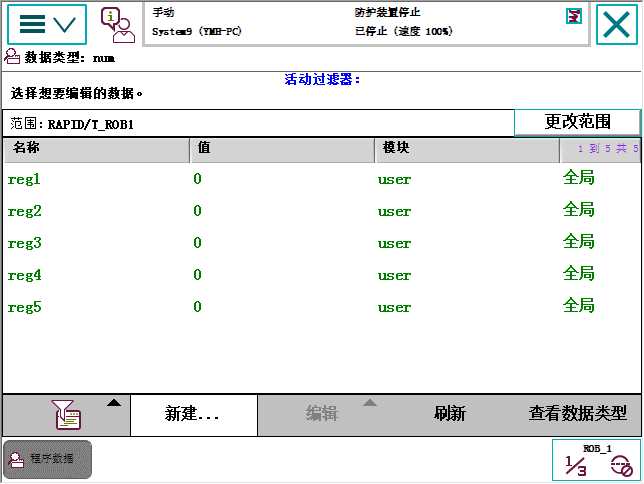 手动 防护装置停止
System9 (YMH-PC) 已停止 (速度 100%)
数据类型: num
活动过滤器:
选择想要编辑的数据。
范围: RAPID/T_ROB1 更改范围
名称 值 模块 1 到 5 共 5
reg1 0 user 全局
reg2 0 user 全局
reg3 0 user 全局
reg4 0 user 全局
reg5 0 user 全局
新建... 编辑 刷新 查看数据类型
程序数据 ROB_1
1/3